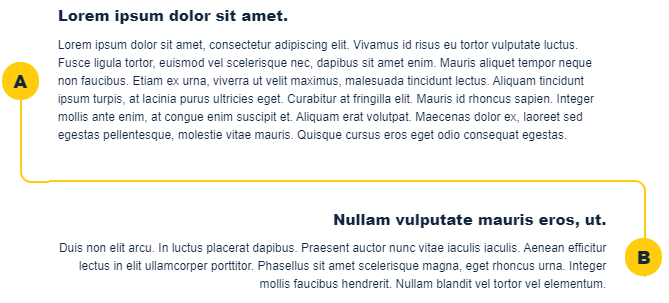 Lorem ipsum dolor sit amet.
Lorem ipsum dolor sit amet, consectetur adipiscing elit. Vivamus id risus eu tortor vulputate luctus.
Fusce ligula tortor, euismod vel scelerisque nec, dapibus sit amet enim. Mauris aliquet tempor neque
A
non faucibus. Etiam ex urna, viverra ut velit maximus, malesuada tincidunt lectus. Aliquam tincidunt
ipsum turpis, at lacinia purus ultricies eget. Curabitur at fringilla elit. Mauris id rhoncus sapien. Integer
mollis ante enim, at congue enim suscipit et. Aliquam erat volutpat. Maecenas dolor ex, laoreet sed
egestas pellentesque, molestie vitae mauris. Quisque cursus eros eget odio consequat egestas.
Nullam vulputate mauris eros, ut.
Duis non elit arcu. In luctus placerat dapibus. Praesent auctor nunc vitae iaculis iaculis. Aenean efficitur
B
lectus in elit ullamcorper porttitor. Phasellus sit amet scelerisque magna, eget rhoncus urna. Integer
mollis faucibus hendrerit. Nullam blandit vel tortor vel elementum.